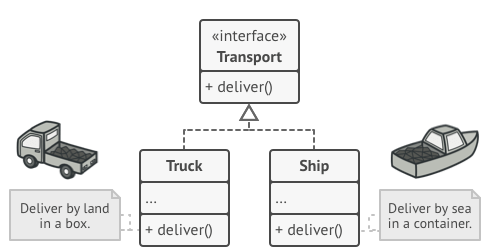 «interface»
Transport
+ deliver()
Truck
...
+ deliver()
Ship
...
+ deliver()
Deliver by land
in a box.
Deliver by sea
in a container.